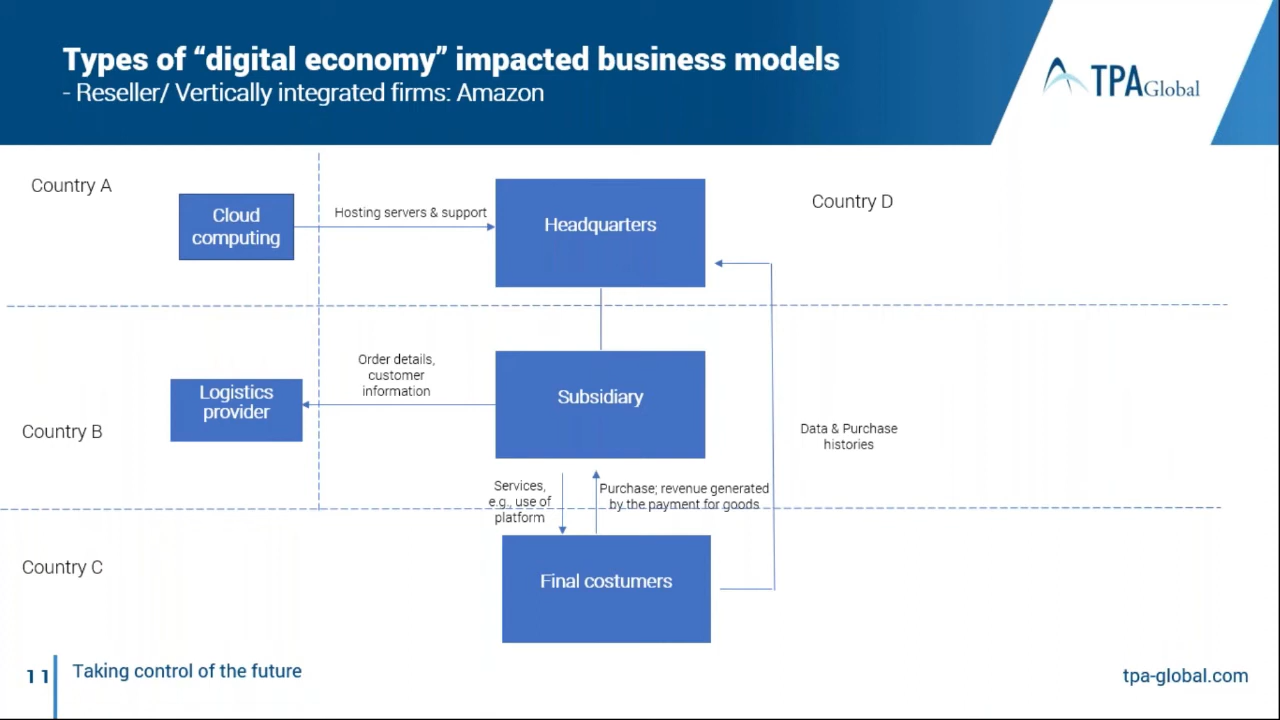 Types of “digital economy” impacted business models
- Reseller/ Vertically integrated firms: Amazon
TPAGlobal
Country A
Cloud
computing
Hosting servers & support
Headquarters
Country D
Order details,
customer
information
Logistics
provider
Subsidiary
Country B
Data & Purchase
histories
Services,
e.g., use of
platform
Purchase; revenue generated
by the payment for goods
Country C
Final costumers
11
Taking control of the future
tpa-global.com